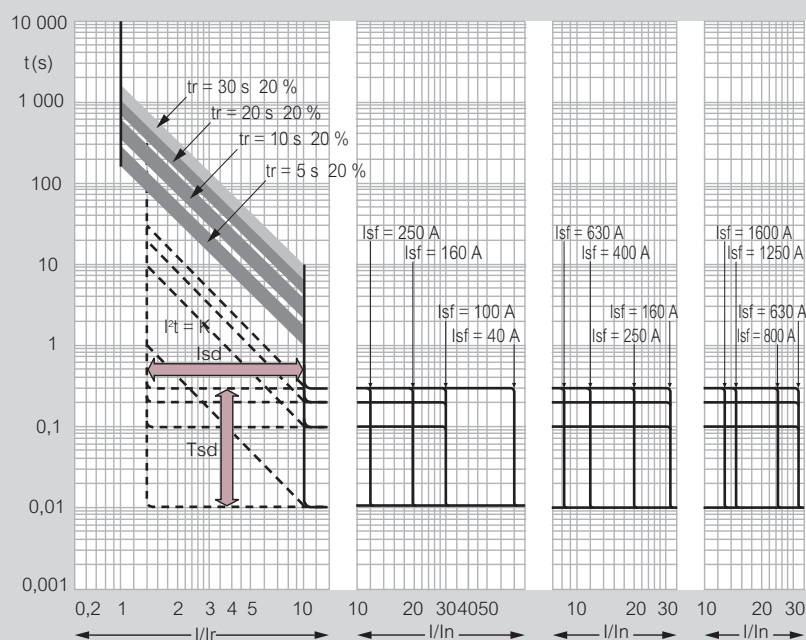 10 000
t(s)
1 000
100
10
1
0,1
0,01
0,001
tr = 30 s 20 %
tr = 20 s 20 %
tr = 10 s 20 %
tr = 5 s 20 %
I²t = K
Isd
Tsd
Isf = 250 A
Isf = 160 A
Isf = 100 A
Isf = 40 A
Isf = 630 A
Isf = 400 A
Isf = 160 A
Isf = 250 A
Isf = 1600 A
Isf = 1250 A
Isf = 630 A
Isf = 800 A
0,2 1 2 3 4 5 10
10 20 30 40 50
10 20 30
10 20 30
I/Ir
I/In
I/In
I/In